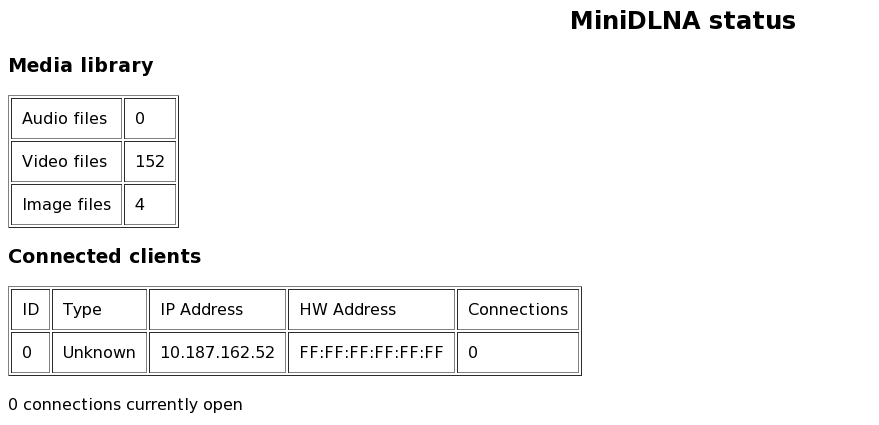 MiniDLNA status
Media library
Audio files 0
Video files 152
Image files 4
Connected clients
ID Type IP Address HW Address Connections
0 Unknown 10.187.162.52 FF:FF:FF:FF:FF:FF 0
0 connections currently open